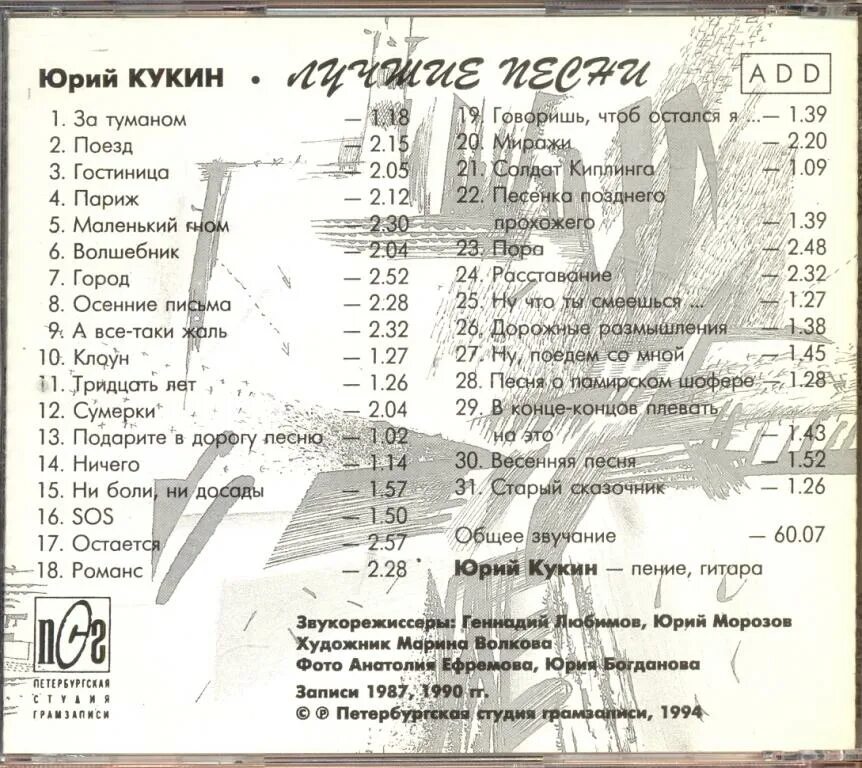 Юрий КУКИН • ЛУЧШИЕ ПЕСНИ
ADD
1. За туманом – 1.18
2. Поезд – 2.15
3. Гостиница – 2.05
4. Париж – 2.12
5. Маленький гном – 2.30
6. Волшебник – 2.04
7. Город – 2.52
8. Осенние письма – 2.28
9. А все-таки жаль – 2.32
10. Клоун – 1.27
11. Тридцать лет – 1.26
12. Сумерки – 2.04
13. Подарите в дорогу песню – 1.02
14. Ничего – 1.14
15. Ни боли, ни досады – 1.57
16. SOS – 1.50
17. Остается – 2.57
18. Романс – 2.28
19. Говоришь, чтоб остался я ... – 1.39
20. Миражи – 2.20
21. Солдат Киплинга – 1.09
22. Песенка позднего
прохожего – 1.39
23. Пора – 2.48
24. Расставание – 2.32
25. Ну что ты смеешься ... – 1.27
26. Дорожные размышления – 1.38
27. Ну, поедем со мной – 1.45
28. Песня о памирском шофере – 1.28
29. В конце-концов плевать
на это – 1.43
30. Весенняя песня – 1.52
31. Старый сказочник – 1.26
Общее звучание – 60.07
Юрий Кукин – пение, гитара
Звукорежиссеры: Геннадий Любимов, Юрий Морозов
Художник Марина Волкова
Фото Анатолия Ефремова, Юрия Богданова
Записи 1987, 1990 гг.
© ℗ Петербургская студия грамзаписи, 1994
ПСГ
ПЕТЕРБУРГСКАЯ
СТУДИЯ
ГРАМЗАПИСИ